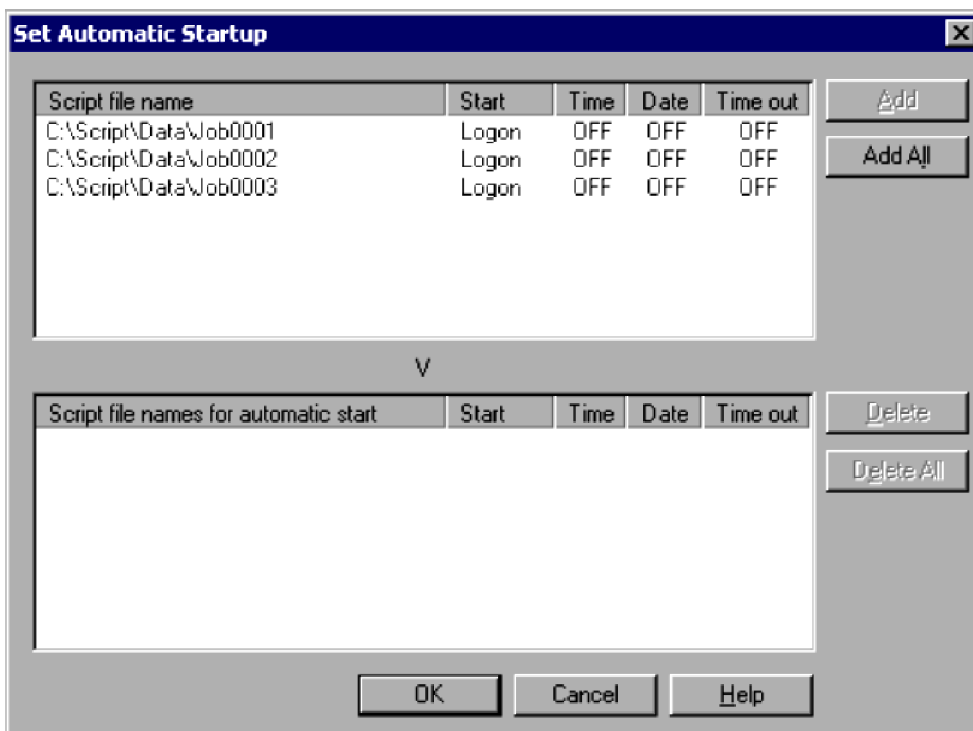 Set Automatic Startup
Script file name Start Time Date Time out Add
C:\Script\Data\Job0001 Logon OFF OFF OFF
C:\Script\Data\Job0002 Logon OFF OFF OFF Add All
C:\Script\Data\Job0003 Logon OFF OFF OFF
V
Script file names for automatic start Start Time Date Time out Delete
Delete All
OK Cancel Help